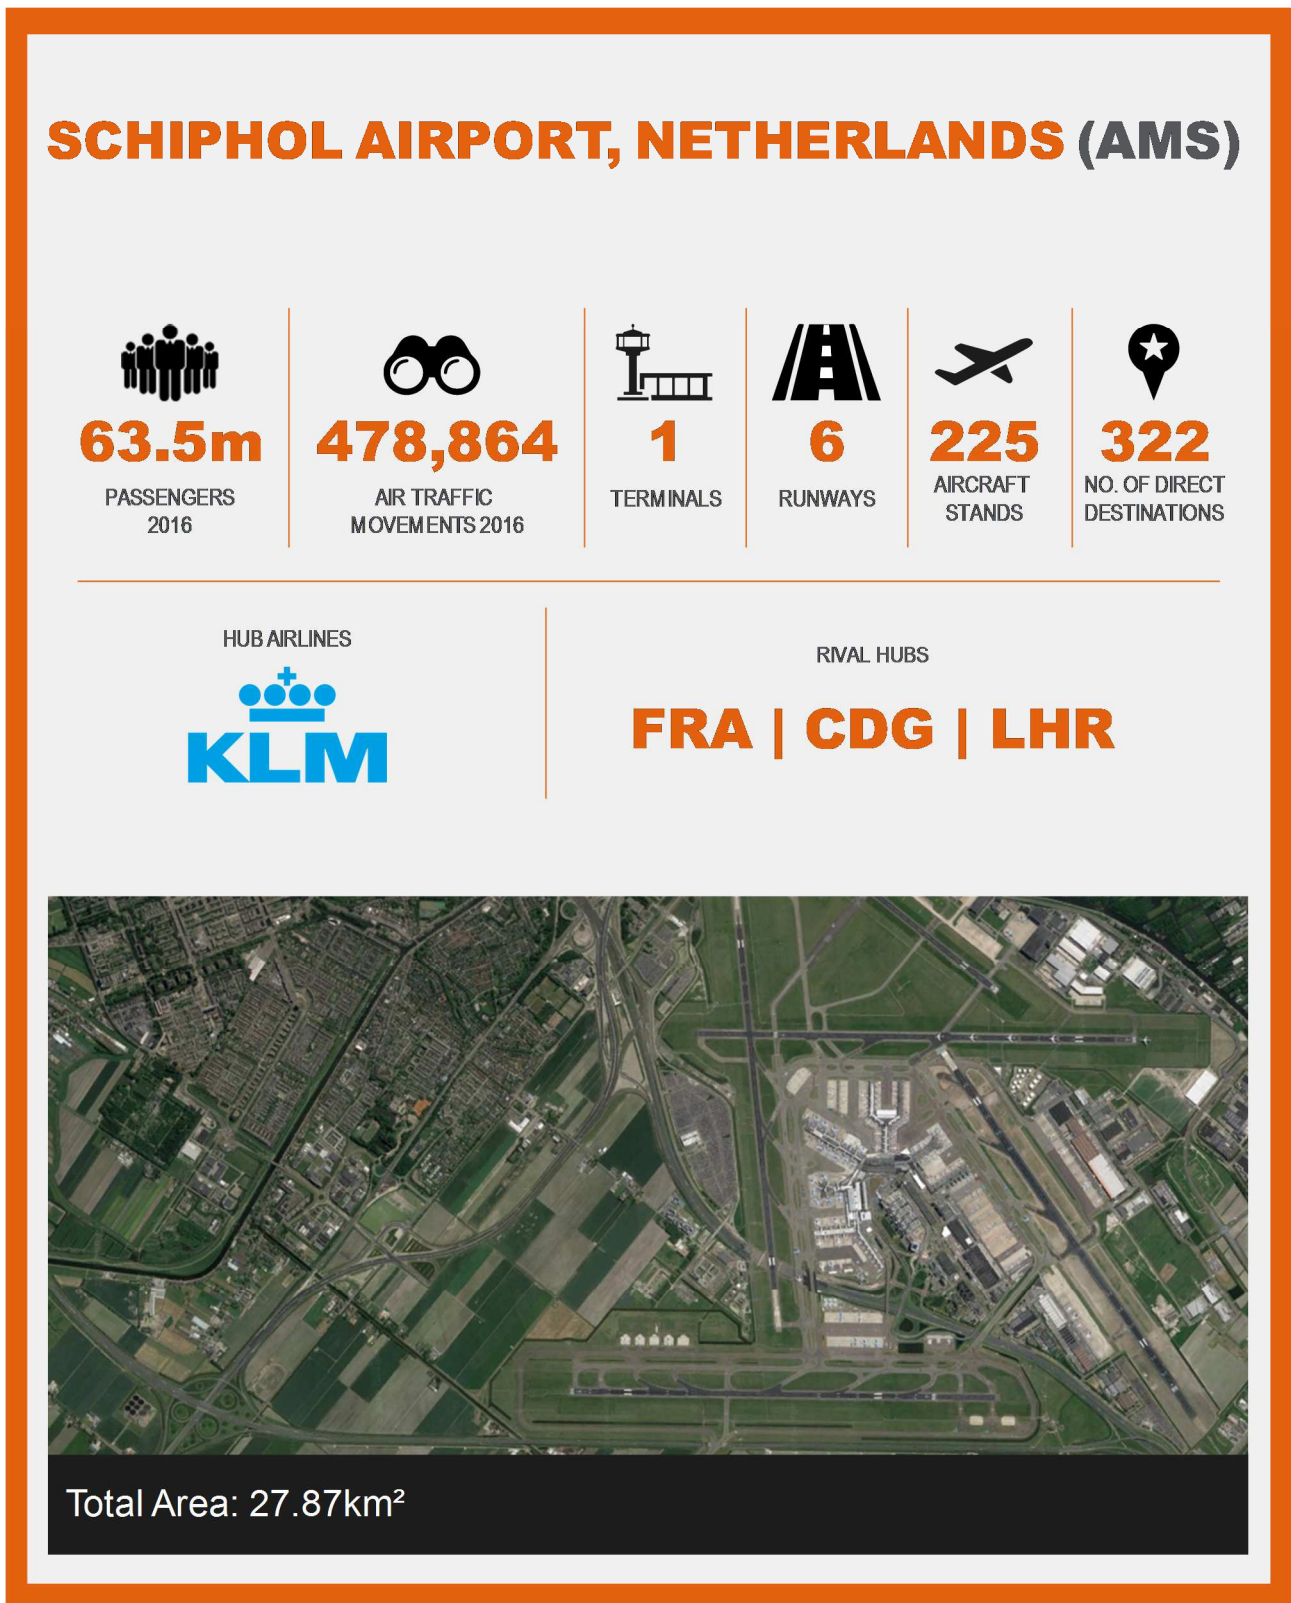 SCHIPHOL AIRPORT, NETHERLANDS (AMS)
63.5m
PASSENGERS
2016
478,864
AIR TRAFFIC
MOVEMENTS 2016
1
TERMINALS
6
RUNWAYS
225
AIRCRAFT
STANDS
322
NO. OF DIRECT
DESTINATIONS
HUB AIRLINES
KLM
RIVAL HUBS
FRA | CDG | LHR
Total Area: 27.87km²